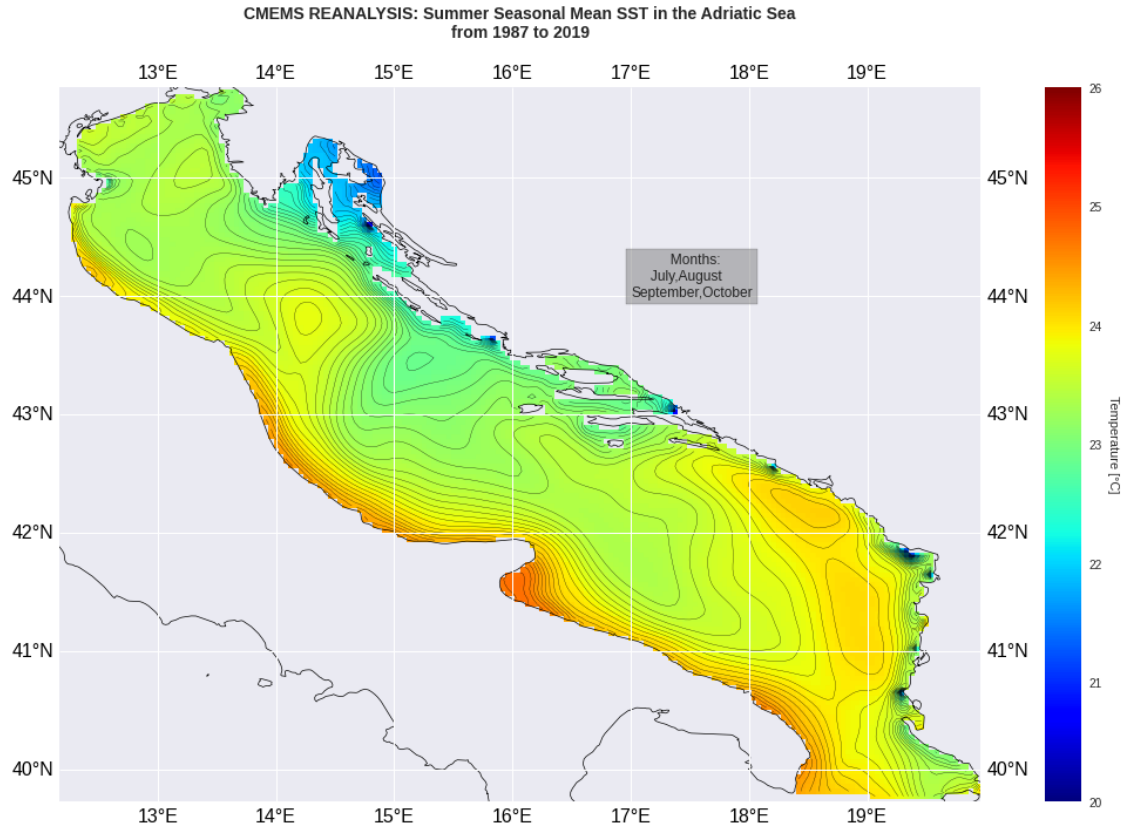 CMEMS REANALYSIS: Summer Seasonal Mean SST in the Adriatic Sea
from 1987 to 2019
13°E 14°E 15°E 16°E 17°E 18°E 19°E
26
45°N 45°N
25
Months:
July,August
September,October
44°N 44°N
24
43°N 43°N
Temperature [°C]
23
42°N 42°N
22
41°N 41°N
21
40°N 40°N
20
13°E 14°E 15°E 16°E 17°E 18°E 19°E